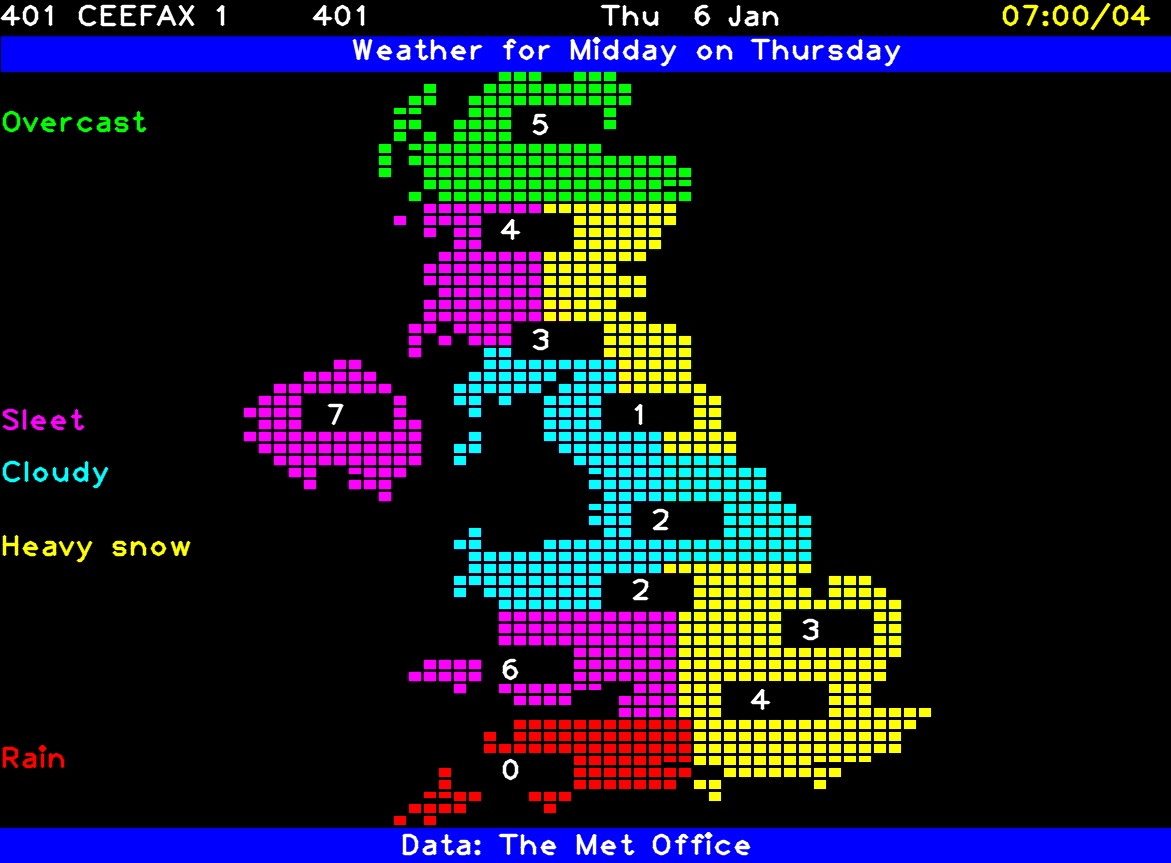 401 CEEFAX 1 401 Thu 6 Jan 07:00/04
Weather for Midday on Thursday
Overcast
5
4
3
Sleet
7
1
Cloudy
2
Heavy snow
2
3
6
4
Rain
0
Data: The Met Office